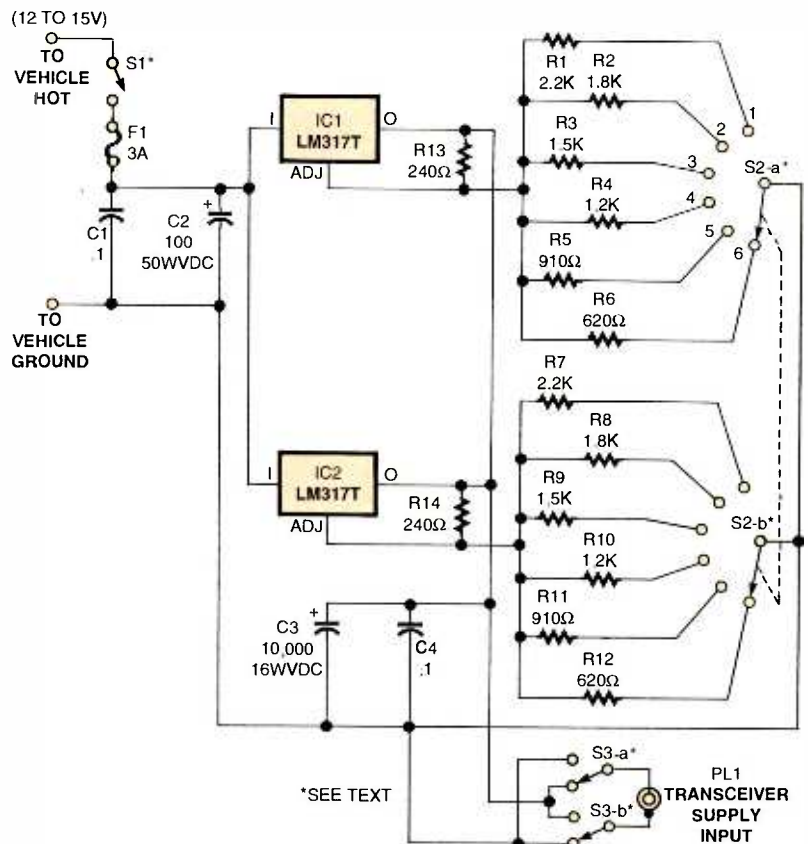 (12 TO 15V)
TO
VEHICLE
HOT
S1*
F1
3A
C1
.1
+
C2
100
50WVDC
TO
VEHICLE
GROUND
I
IC1
LM317T
O
ADJ
R13
240Ω
R1
2.2K
R2
1.8K
R3
1.5K
R4
1.2K
R5
910Ω
R6
620Ω
1
2
3
4
5
6
S2-a*
I
IC2
LM317T
O
ADJ
R14
240Ω
R7
2.2K
R8
1.8K
R9
1.5K
R10
1.2K
R11
910Ω
R12
620Ω
S2-b*
+
C3
10,000
16WVDC
C4
.1
*SEE TEXT
S3-a*
S3-b*
PL1
TRANSCEIVER
SUPPLY
INPUT